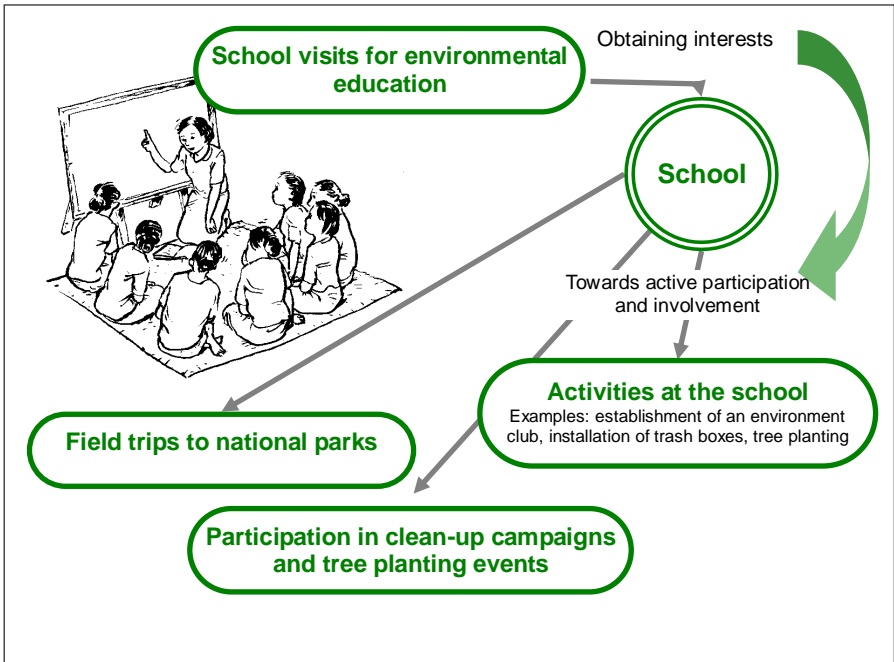 School visits for environmental
education
Obtaining interests
School
Towards active participation
and involvement
Activities at the school
Examples: establishment of an environment
club, installation of trash boxes, tree planting
Field trips to national parks
Participation in clean-up campaigns
and tree planting events